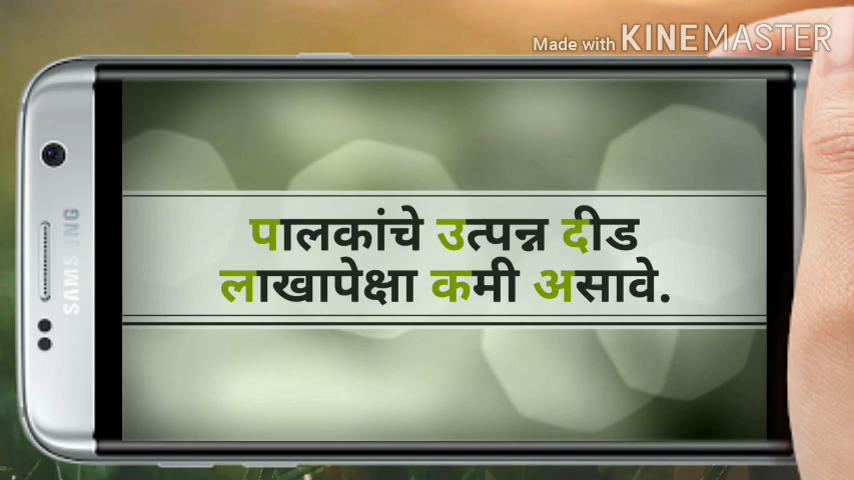 Made with KINEMASTER
SAMSUNG
पालकांचे उत्पन्न दीड
लाखापेक्षा कमी असावे.